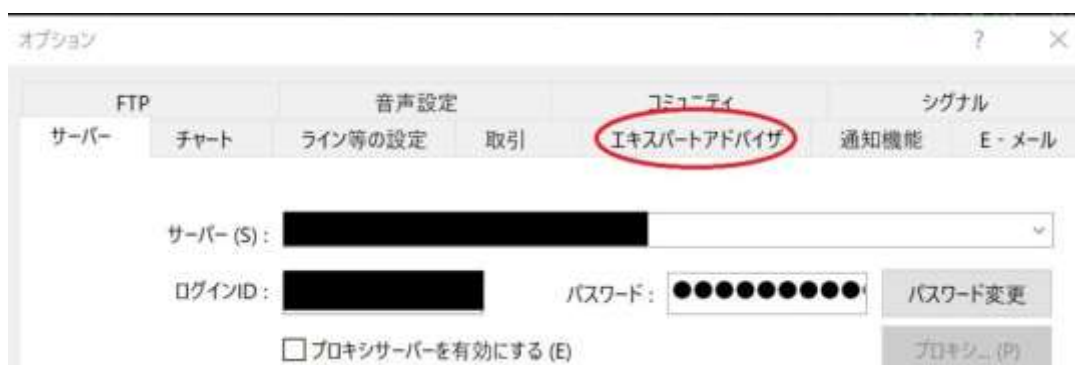 オプション ? ×
FTP 音声設定 コミュニティ シグナル
サーバー チャート ライン等の設定 取引 エキスパートアドバイザ 通知機能 E - メール
サーバー (S) :
ログインID : パスワード : ●●●●●●●●●● パスワード変更
プロキシサーバーを有効にする (E) プロキシ... (P)